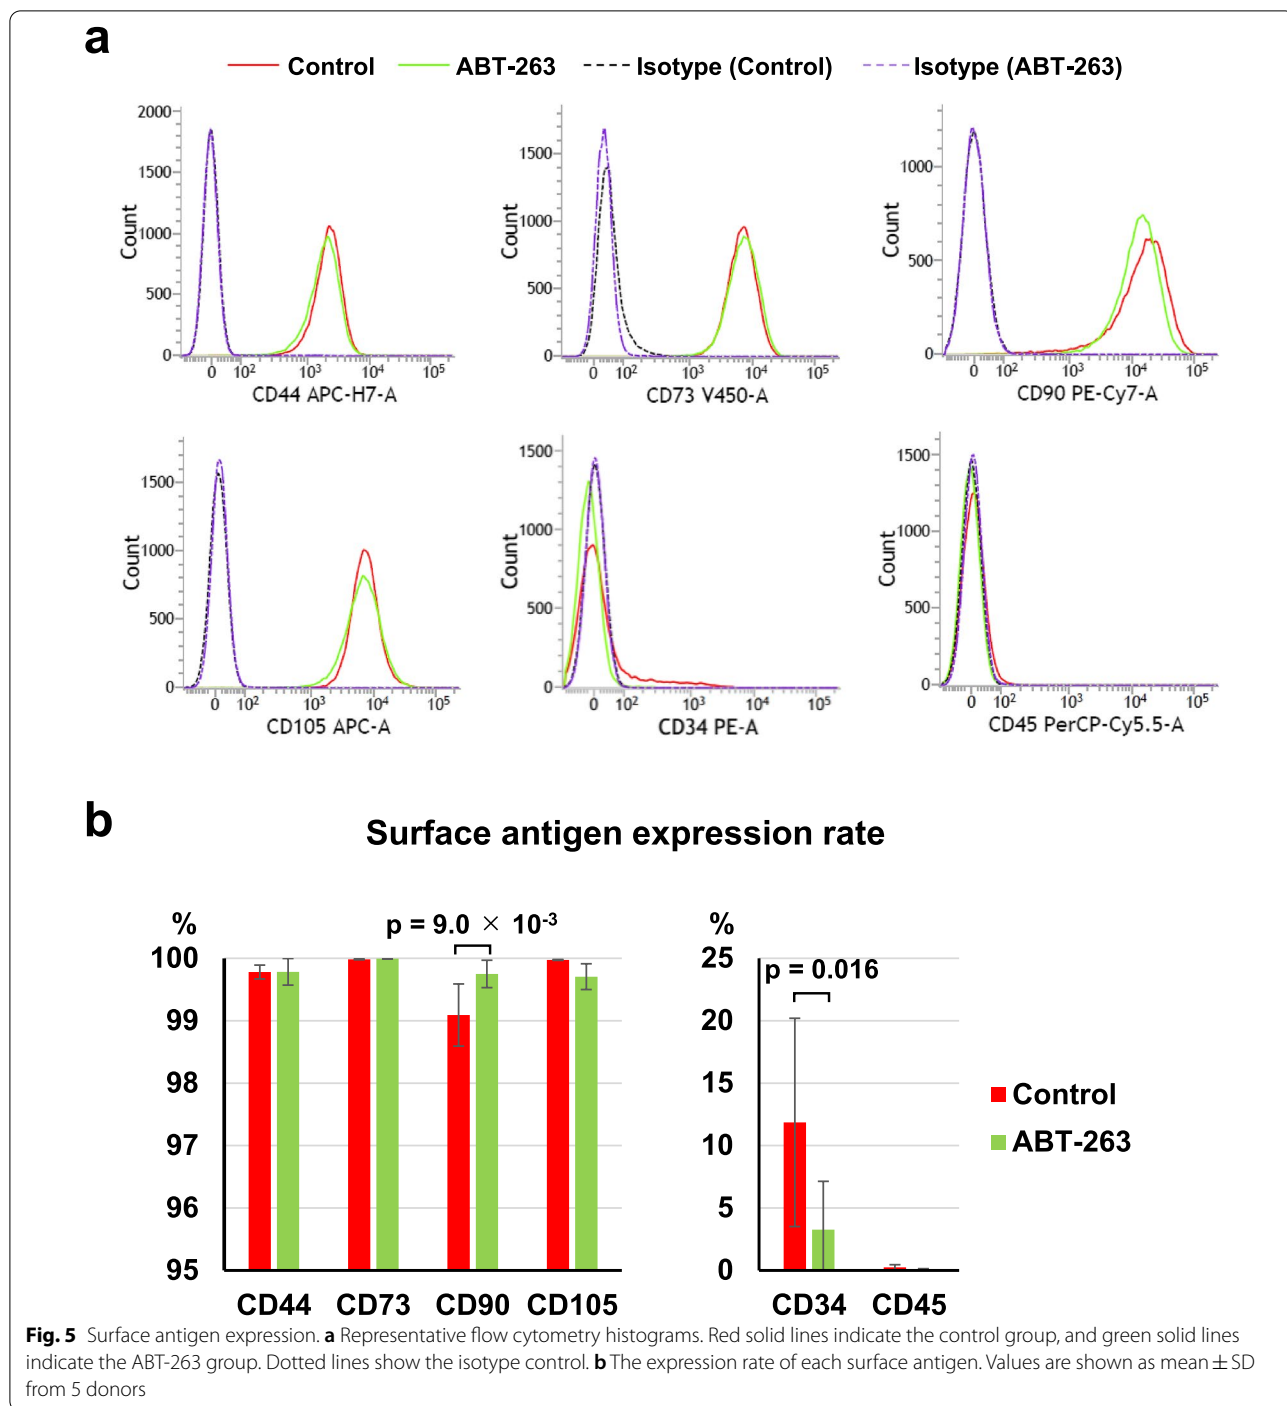 a
Control ABT-263 Isotype (Control) Isotype (ABT-263)
2000
1500
1000
500
0
Count
0 10² 10³ 10⁴ 10⁵
CD44 APC-H7-A
1500
1000
500
0
Count
0 10² 10³ 10⁴ 10⁵
CD73 V450-A
1000
500
0
Count
0 10² 10³ 10⁴ 10⁵
CD90 PE-Cy7-A
1500
1000
500
0
Count
0 10² 10³ 10⁴ 10⁵
CD105 APC-A
1500
1000
500
0
Count
0 10² 10³ 10⁴ 10⁵
CD34 PE-A
1500
1000
500
0
Count
0 10² 10³ 10⁴ 10⁵
CD45 PerCP-Cy5.5-A
b
Surface antigen expression rate
%
p = 9.0 × 10⁻³
100
99
98
97
96
95
CD44 CD73 CD90 CD105
%
p = 0.016
25
20
15
10
5
0
CD34 CD45
Control
ABT-263
Fig. 5 Surface antigen expression. a Representative flow cytometry histograms. Red solid lines indicate the control group, and green solid lines
indicate the ABT-263 group. Dotted lines show the isotype control. b The expression rate of each surface antigen. Values are shown as mean ± SD
from 5 donors